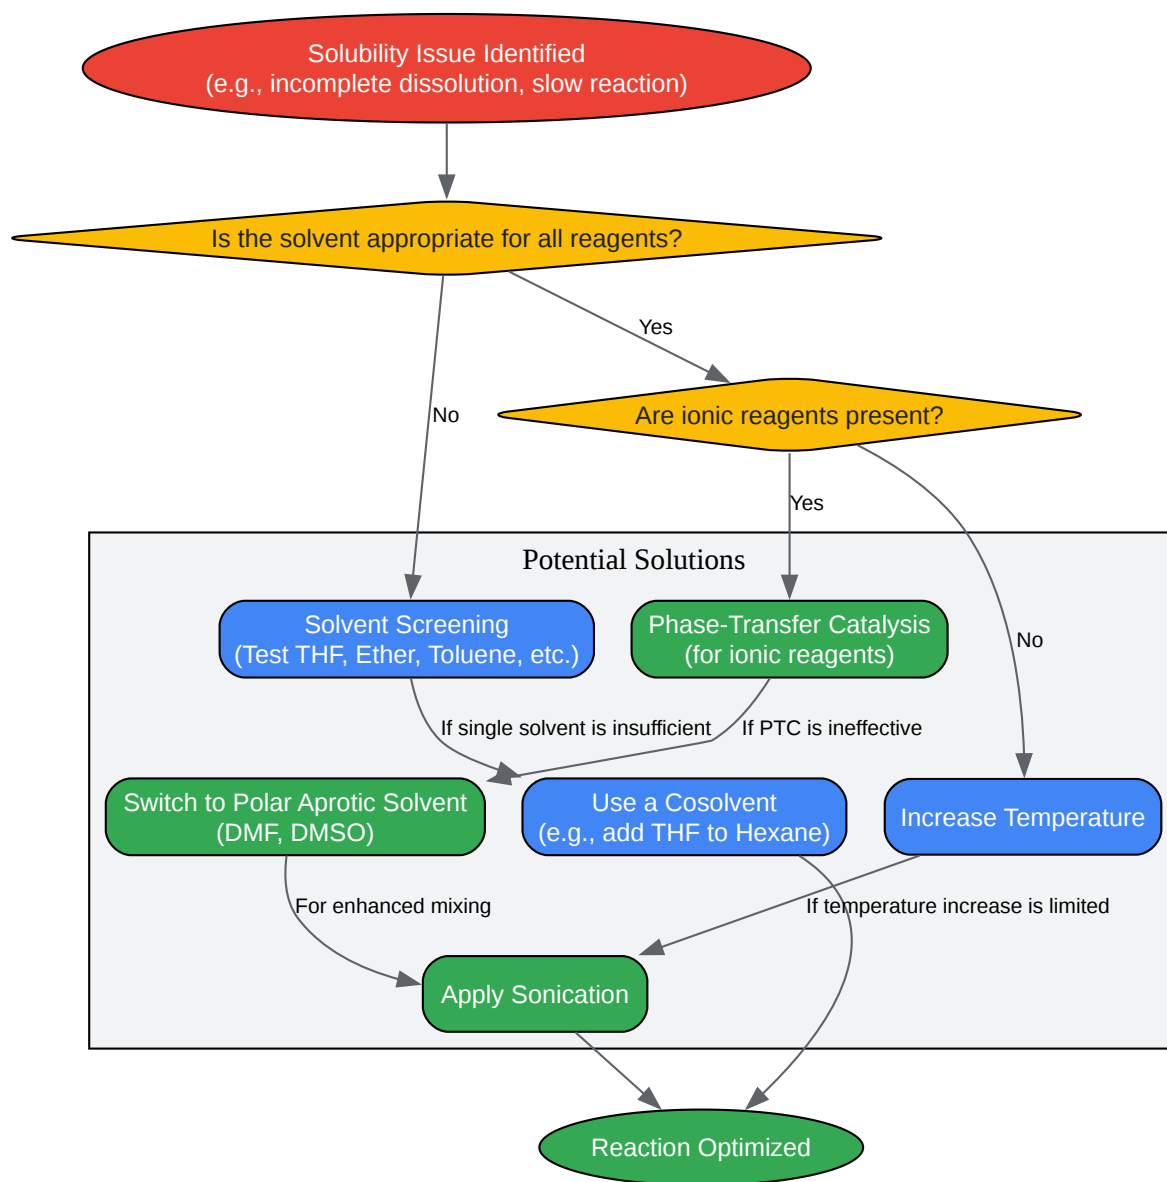 Solubility Issue Identified
(e.g., incomplete dissolution, slow reaction)
Is the solvent appropriate for all reagents?
Yes
Are ionic reagents present?
No
Yes
Potential Solutions
Solvent Screening
(Test THF, Ether, Toluene, etc.)
Phase-Transfer Catalysis
(for ionic reagents)
No
If single solvent is insufficient
If PTC is ineffective
Switch to Polar Aprotic Solvent
(DMF, DMSO)
Use a Cosolvent
(e.g., add THF to Hexane)
Increase Temperature
For enhanced mixing
If temperature increase is limited
Apply Sonication
Reaction Optimized